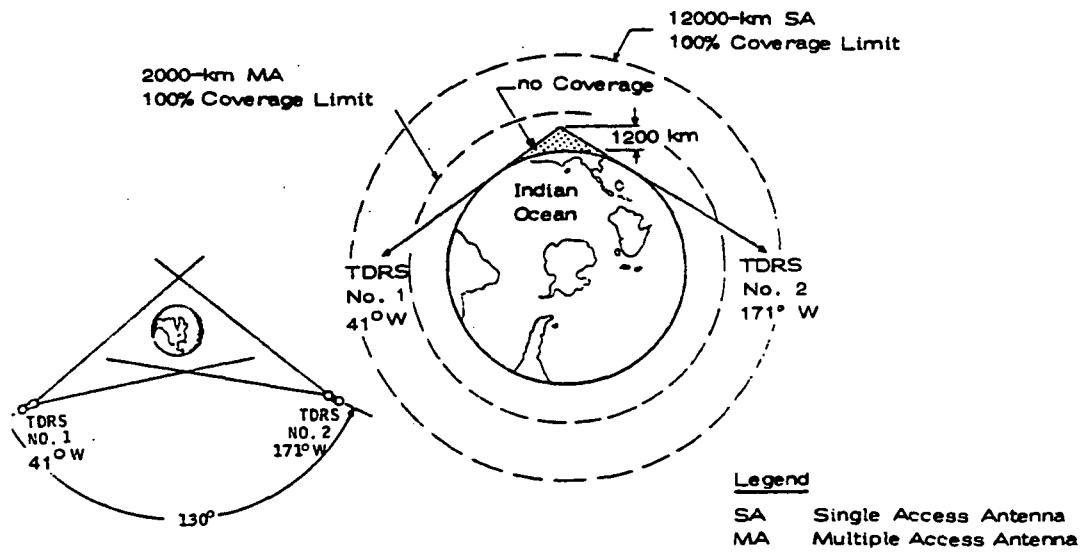 12000-km SA
100% Coverage Limit
2000-km MA
100% Coverage Limit
no Coverage
1200 km
Indian
Ocean
TDRS
No. 1
41° W
TDRS
No. 2
171° W
TDRS
NO. 1
41° W
TDRS
NO. 2
171° W
130°
Legend
SA Single Access Antenna
MA Multiple Access Antenna